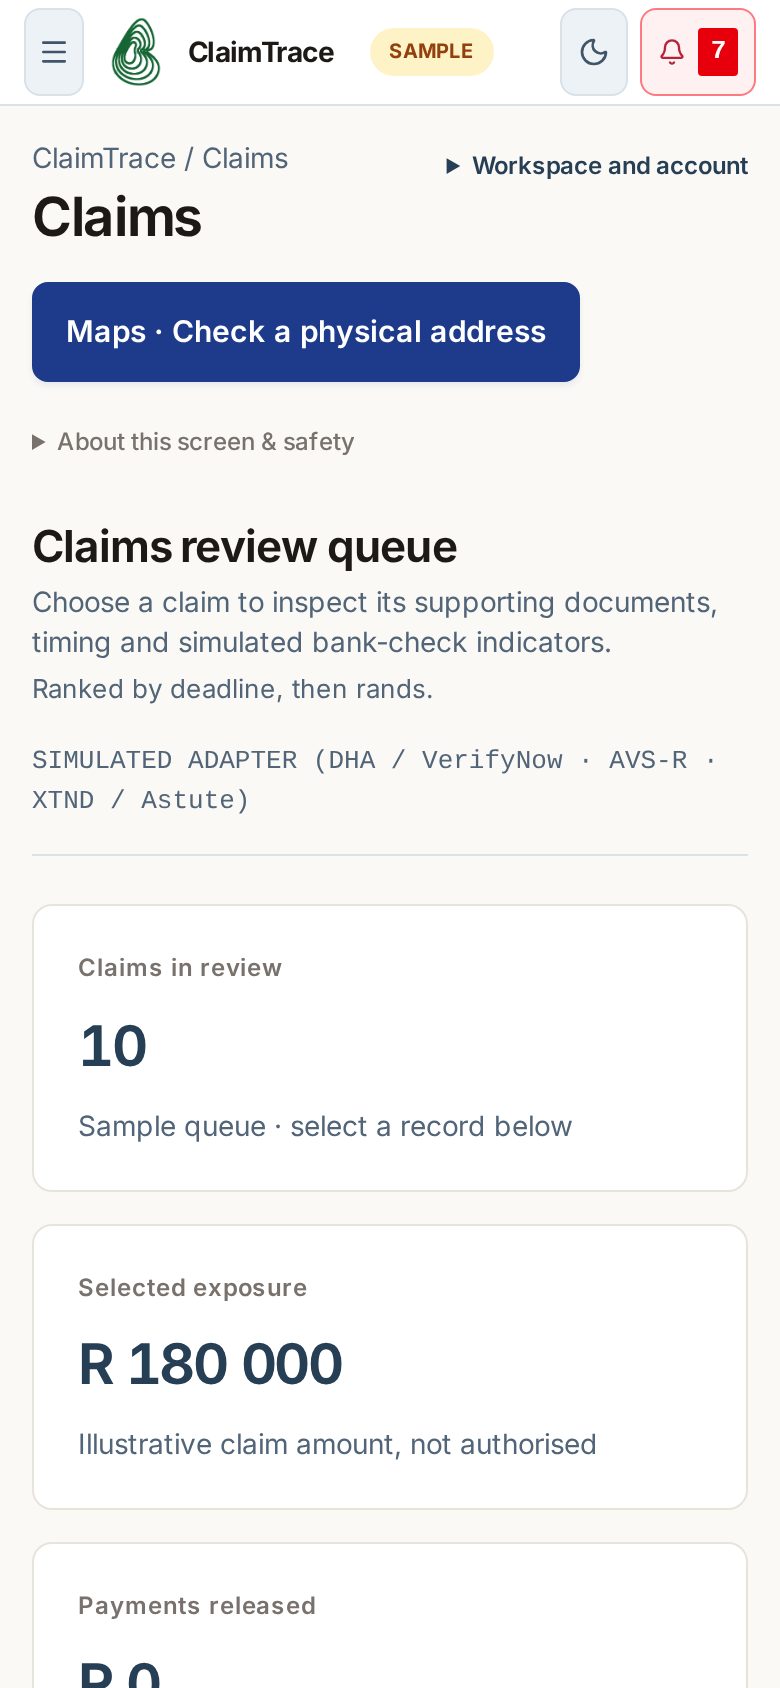 ClaimTrace
SAMPLE
7
ClaimTrace / Claims
Workspace and account
Claims
Maps · Check a physical address
About this screen & safety
Claims review queue
Choose a claim to inspect its supporting documents,
timing and simulated bank-check indicators.
Ranked by deadline, then rands.
SIMULATED ADAPTER (DHA / VerifyNow · AVS-R ·
XTND / Astute)
Claims in review
10
Sample queue · select a record below
Selected exposure
R 180 000
Illustrative claim amount, not authorised
Payments released
R 0